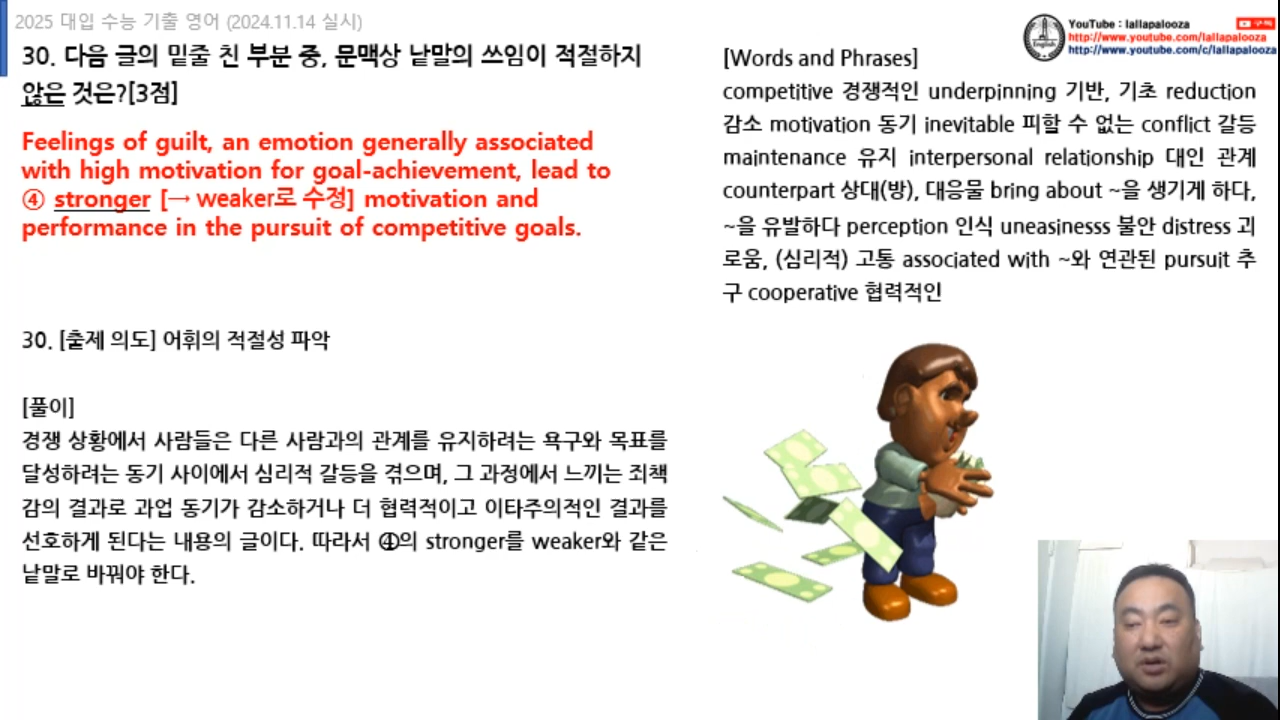 2025 대입 수능 기출 영어 (2024.11.14 실시)
30. 다음 글의 밑줄 친 부분 중, 문맥상 낱말의 쓰임이 적절하지
않은 것은?[3점]
Feelings of guilt, an emotion generally associated
with high motivation for goal-achievement, lead to
④ stronger [→ weaker로 수정] motivation and
performance in the pursuit of competitive goals.
30. [출제 의도] 어휘의 적절성 파악
[풀이]
경쟁 상황에서 사람들은 다른 사람과의 관계를 유지하려는 욕구와 목표를
달성하려는 동기 사이에서 심리적 갈등을 겪으며, 그 과정에서 느끼는 죄책
감의 결과로 과업 동기가 감소하거나 더 협력적이고 이타주의적인 결과를
선호하게 된다는 내용의 글이다. 따라서 ④의 stronger를 weaker와 같은
낱말로 바꿔야 한다.
YouTube : lallapalooza
구독
http://www.youtube.com/lallapalooza
http://www.youtube.com/c/lallapalooza
English
[Words and Phrases]
competitive 경쟁적인 underpinning 기반, 기초 reduction
감소 motivation 동기 inevitable 피할 수 없는 conflict 갈등
maintenance 유지 interpersonal relationship 대인 관계
counterpart 상대(방), 대응물 bring about ~을 생기게 하다,
~을 유발하다 perception 인식 uneasinesss 불안 distress 괴
로움, (심리적) 고통 associated with ~와 연관된 pursuit 추
구 cooperative 협력적인